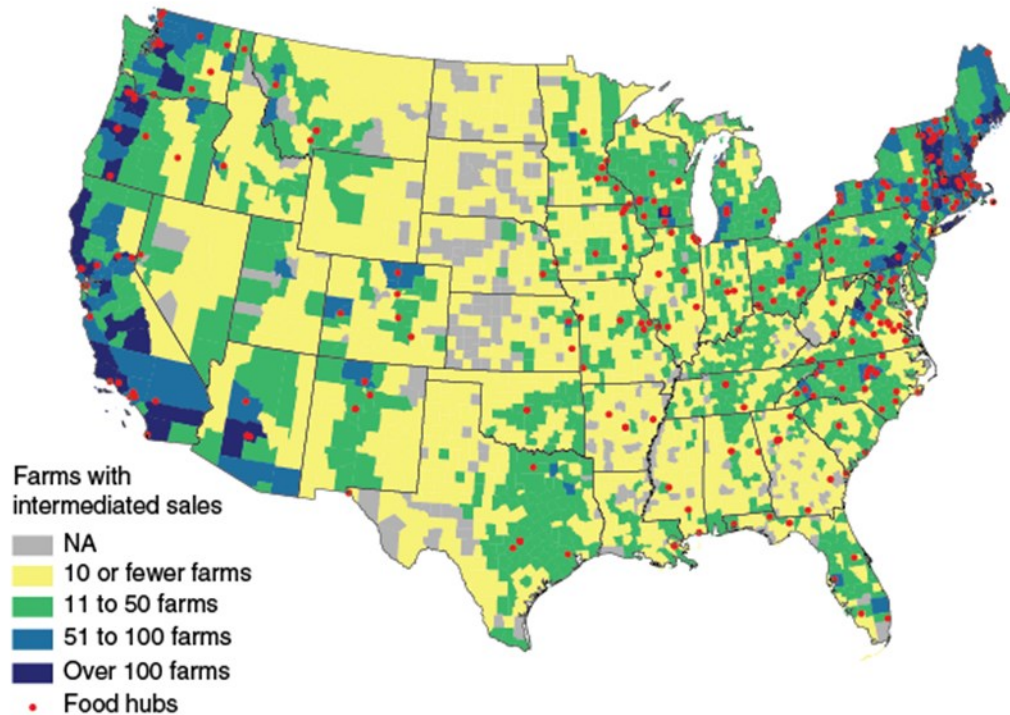 Farms with
intermediated sales
NA
10 or fewer farms
11 to 50 farms
51 to 100 farms
Over 100 farms
Food hubs